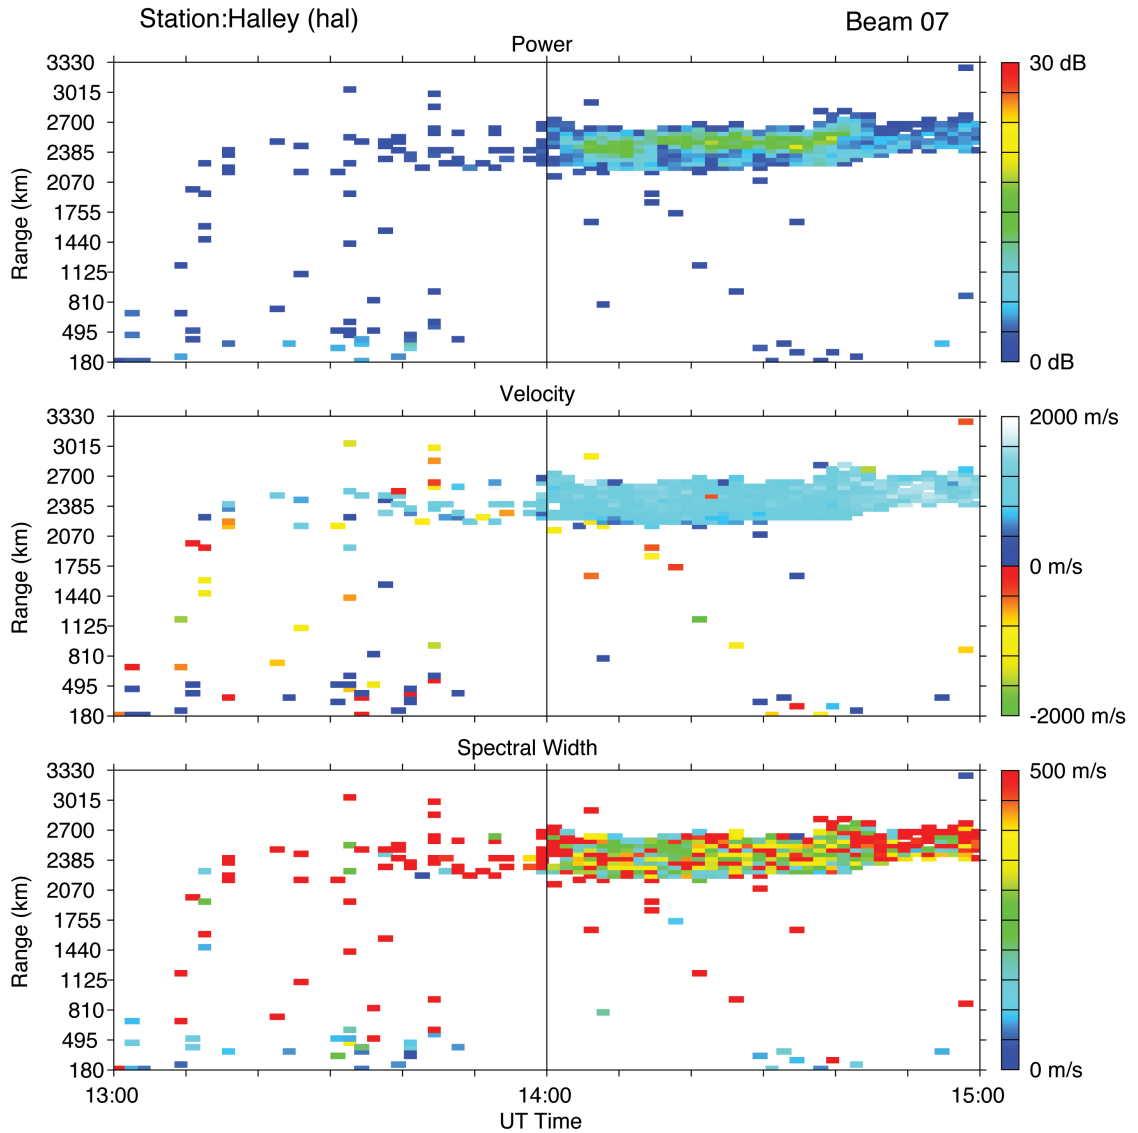 Station:Halley (hal) Beam 07
Power
3330 30 dB
3015
2700
2385
2070
1755
1440
1125
810
495
180 0 dB
Range (km)
Velocity
3330 2000 m/s
3015
2700
2385
2070
1755 0 m/s
1440
1125
810
495
180 -2000 m/s
Range (km)
Spectral Width
3330 500 m/s
3015
2700
2385
2070
1755
1440
1125
810
495
180 0 m/s
Range (km)
13:00 14:00 15:00
UT Time